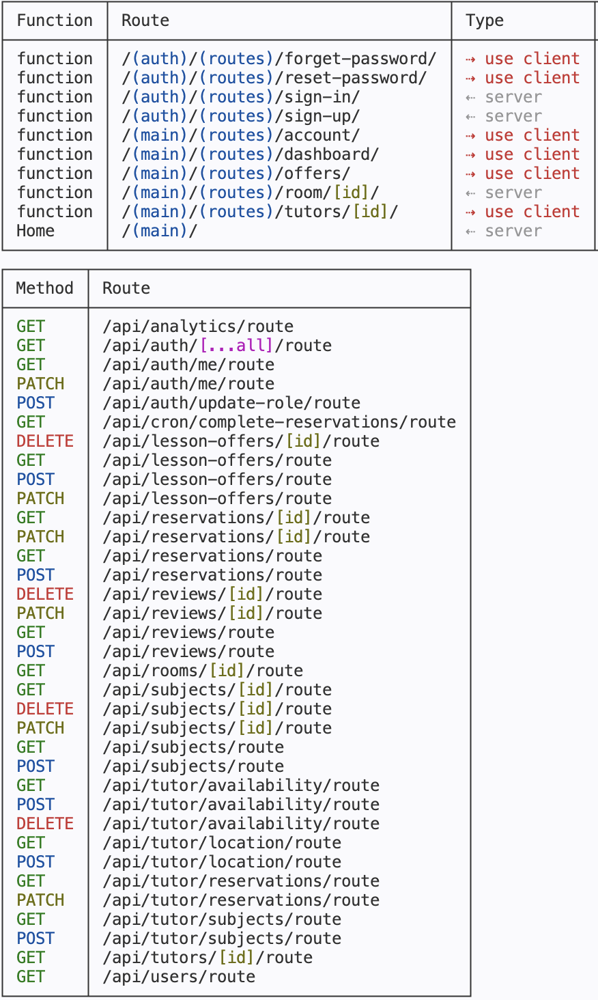 Function Route Type
function /(auth)/(routes)/forget-password/ ⇢ use client
function /(auth)/(routes)/reset-password/ ⇢ use client
function /(auth)/(routes)/sign-in/ ⇠ server
function /(auth)/(routes)/sign-up/ ⇠ server
function /(main)/(routes)/account/ ⇢ use client
function /(main)/(routes)/dashboard/ ⇢ use client
function /(main)/(routes)/offers/ ⇢ use client
function /(main)/(routes)/room/[id]/ ⇠ server
function /(main)/(routes)/tutors/[id]/ ⇢ use client
Home /(main)/ ⇠ server
Method Route
GET /api/analytics/route
GET /api/auth/[...all]/route
GET /api/auth/me/route
PATCH /api/auth/me/route
POST /api/auth/update-role/route
GET /api/cron/complete-reservations/route
DELETE /api/lesson-offers/[id]/route
GET /api/lesson-offers/route
POST /api/lesson-offers/route
PATCH /api/lesson-offers/route
GET /api/reservations/[id]/route
PATCH /api/reservations/[id]/route
GET /api/reservations/route
POST /api/reservations/route
DELETE /api/reviews/[id]/route
PATCH /api/reviews/[id]/route
GET /api/reviews/route
POST /api/reviews/route
GET /api/rooms/[id]/route
GET /api/subjects/[id]/route
DELETE /api/subjects/[id]/route
PATCH /api/subjects/[id]/route
GET /api/subjects/route
POST /api/subjects/route
GET /api/tutor/availability/route
POST /api/tutor/availability/route
DELETE /api/tutor/availability/route
GET /api/tutor/location/route
POST /api/tutor/location/route
GET /api/tutor/reservations/route
PATCH /api/tutor/reservations/route
GET /api/tutor/subjects/route
POST /api/tutor/subjects/route
GET /api/tutors/[id]/route
GET /api/users/route